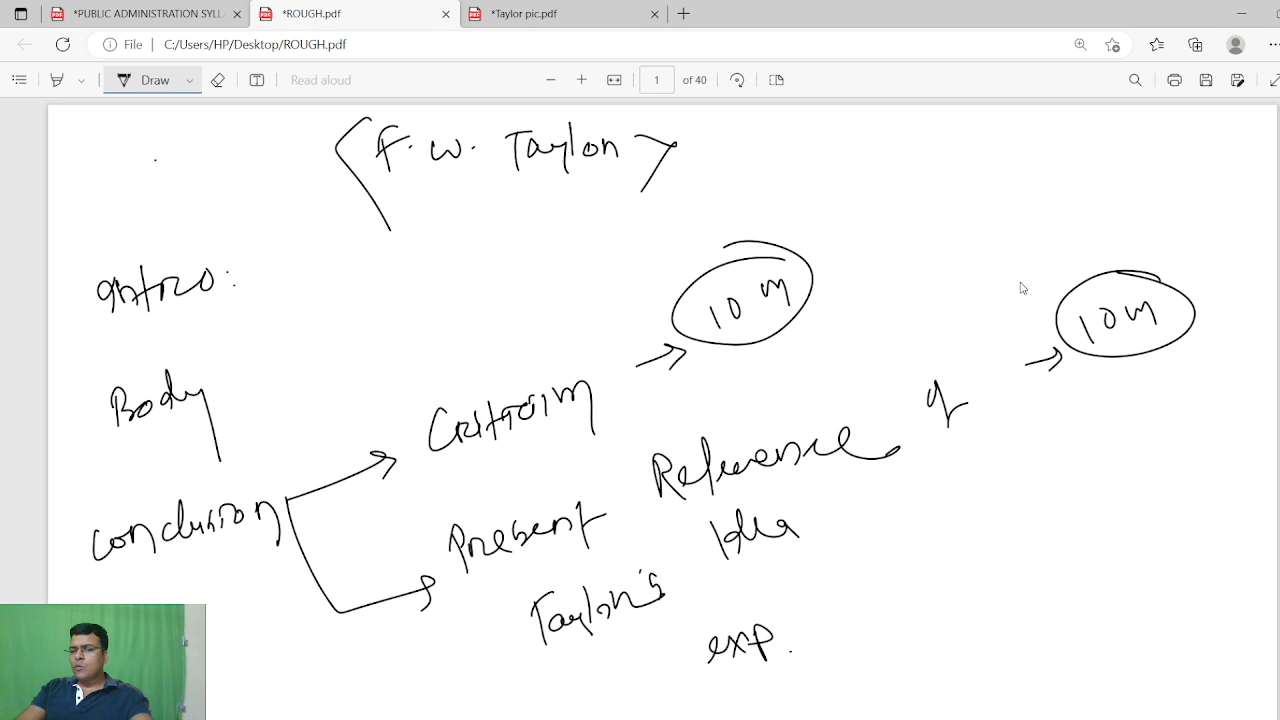 *PUBLIC ADMINISTRATION SYLL
*ROUGH.pdf
*Taylor pic.pdf
File C:/Users/HP/Desktop/ROUGH.pdf
Draw Read aloud 1 of 40
F. W. Taylor
Intro:
10 m
10 m
Body
Criticism
Conclusion
Present Reference of
Taylor's Idea
exp.